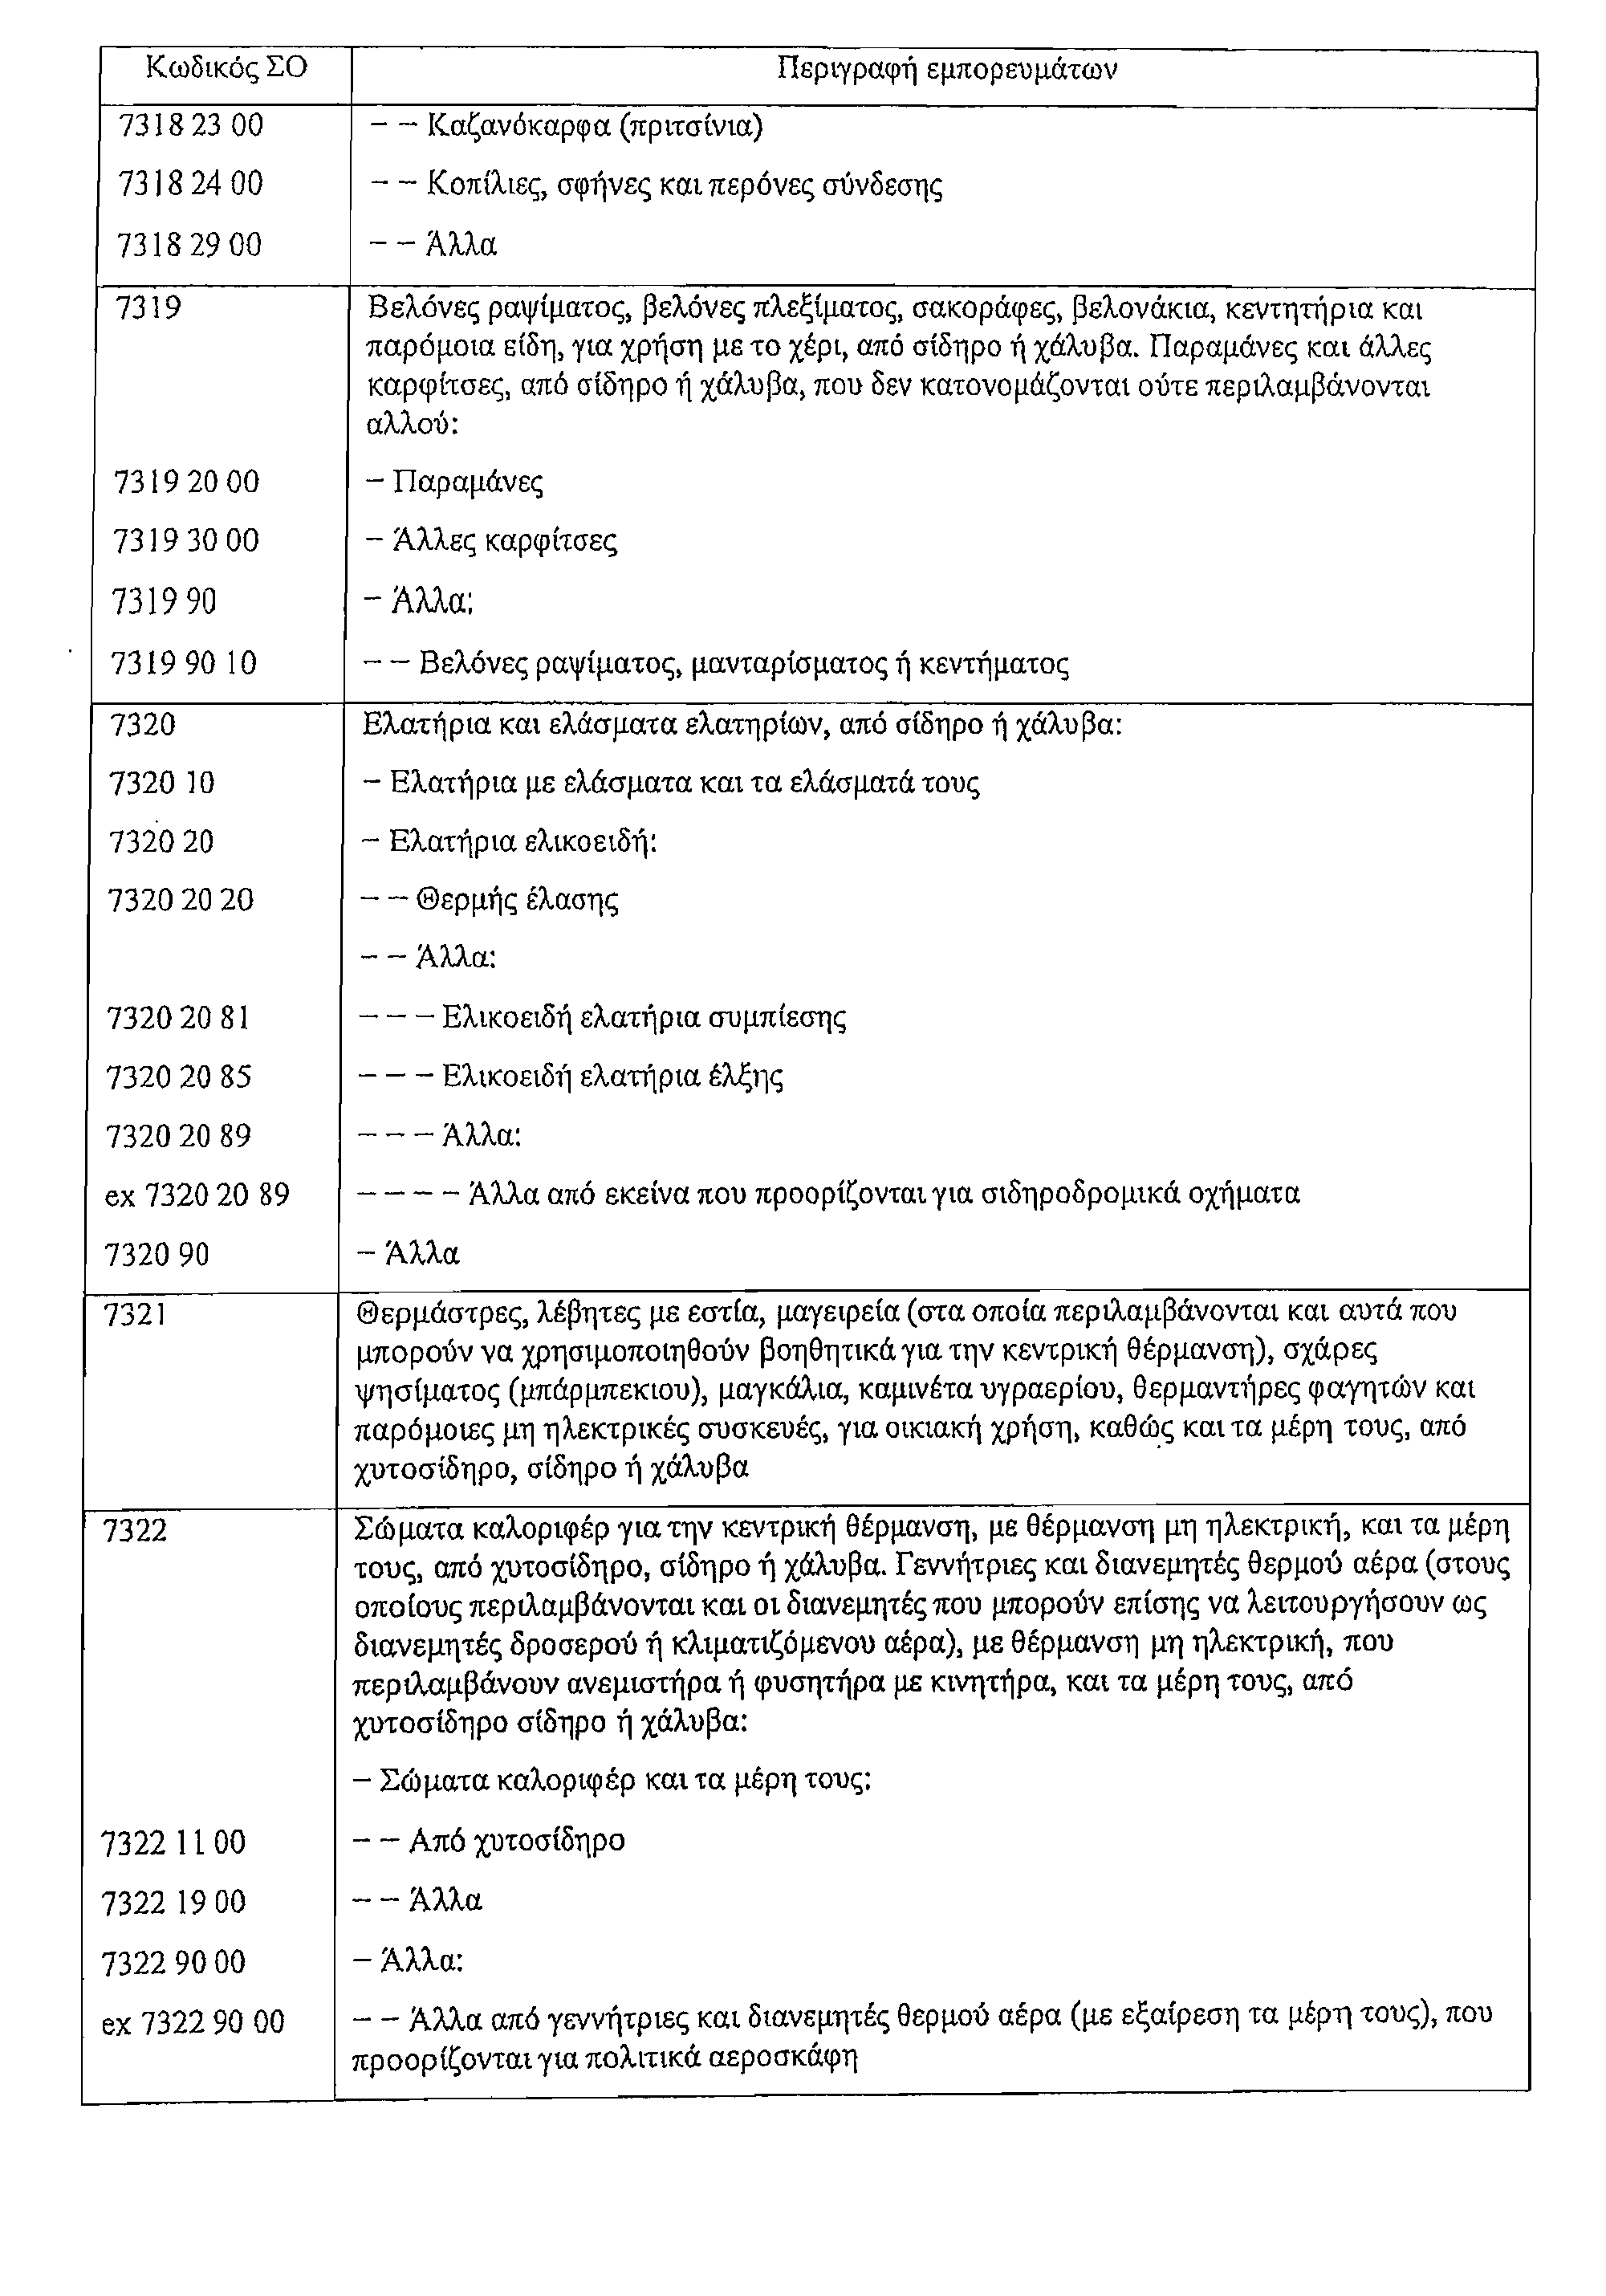 Κωδικός ΣΟ Περιγραφή εμπορευμάτων
7318 23 00 – – Καζανόκαρφα (πριτσίνια)
7318 24 00 – – Κοπίλιες, σφήνες και περόνες σύνδεσης
7318 29 00 – – Άλλα
7319 Βελόνες ραψίματος, βελόνες πλεξίματος, σακοράφες, βελονάκια, κεντητήρια και
παρόμοια είδη, για χρήση με το χέρι, από σίδηρο ή χάλυβα. Παραμάνες και άλλες
καρφίτσες, από σίδηρο ή χάλυβα, που δεν κατονομάζονται ούτε περιλαμβάνονται
αλλού:
7319 20 00 – Παραμάνες
7319 30 00 – Άλλες καρφίτσες
7319 90 – Άλλα:
7319 90 10 – – Βελόνες ραψίματος, μανταρίσματος ή κεντήματος
7320 Ελατήρια και ελάσματα ελατηρίων, από σίδηρο ή χάλυβα:
7320 10 – Ελατήρια με ελάσματα και τα ελάσματά τους
7320 20 – Ελατήρια ελικοειδή:
7320 20 20 – – Θερμής έλασης
– – Άλλα:
7320 20 81 – – – Ελικοειδή ελατήρια συμπίεσης
7320 20 85 – – – Ελικοειδή ελατήρια έλξης
7320 20 89 – – – Άλλα:
ex 7320 20 89 – – – – Άλλα από εκείνα που προορίζονται για σιδηροδρομικά οχήματα
7320 90 – Άλλα
7321 Θερμάστρες, λέβητες με εστία, μαγειρεία (στα οποία περιλαμβάνονται και αυτά που
μπορούν να χρησιμοποιηθούν βοηθητικά για την κεντρική θέρμανση), σχάρες
ψησίματος (μπάρμπεκιου), μαγκάλια, καμινέτα υγραερίου, θερμαντήρες φαγητών και
παρόμοιες μη ηλεκτρικές συσκευές, για οικιακή χρήση, καθώς και τα μέρη τους, από
χυτοσίδηρο, σίδηρο ή χάλυβα
7322 Σώματα καλοριφέρ για την κεντρική θέρμανση, με θέρμανση μη ηλεκτρική, και τα μέρη
τους, από χυτοσίδηρο, σίδηρο ή χάλυβα. Γεννήτριες και διανεμητές θερμού αέρα (στους
οποίους περιλαμβάνονται και οι διανεμητές που μπορούν επίσης να λειτουργήσουν ως
διανεμητές δροσερού ή κλιματιζόμενου αέρα), με θέρμανση μη ηλεκτρική, που
περιλαμβάνουν ανεμιστήρα ή φυσητήρα με κινητήρα, και τα μέρη τους, από
χυτοσίδηρο σίδηρο ή χάλυβα:
– Σώματα καλοριφέρ και τα μέρη τους:
7322 11 00 – – Από χυτοσίδηρο
7322 19 00 – – Άλλα
7322 90 00 – Άλλα:
ex 7322 90 00 – – Άλλα από γεννήτριες και διανεμητές θερμού αέρα (με εξαίρεση τα μέρη τους), που
προορίζονται για πολιτικά αεροσκάφη